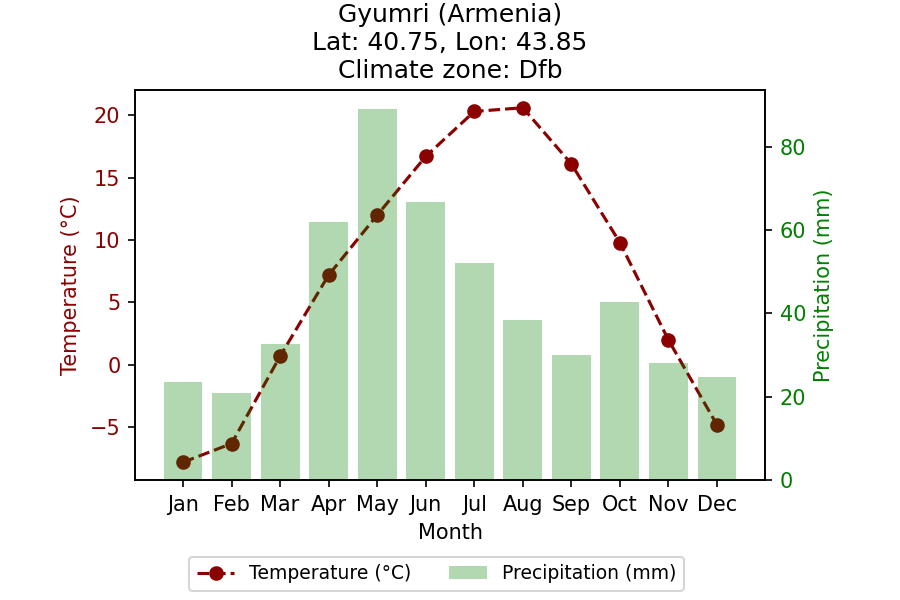 Gyumri (Armenia)
Lat: 40.75, Lon: 43.85
Climate zone: Dfb
20
15
10
5
0
−5
Temperature (°C)
80
60
40
20
0
Precipitation (mm)
Jan Feb Mar Apr May Jun Jul Aug Sep Oct Nov Dec
Month
Temperature (°C) Precipitation (mm)